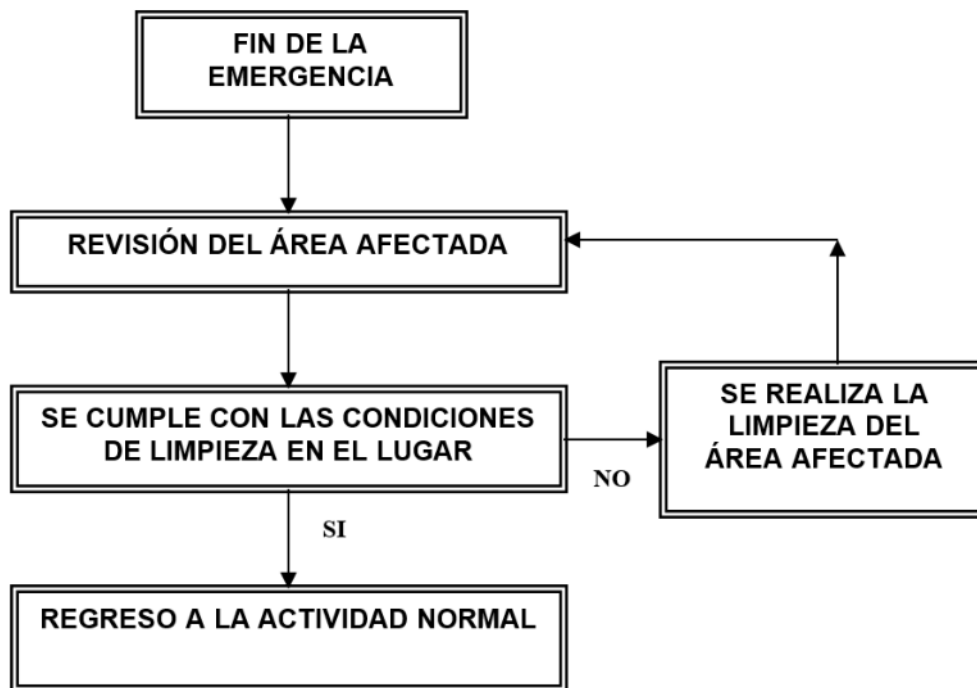 FIN DE LA
EMERGENCIA
REVISIÓN DEL ÁREA AFECTADA
SE CUMPLE CON LAS CONDICIONES
DE LIMPIEZA EN EL LUGAR
NO
SE REALIZA LA
LIMPIEZA DEL
ÁREA AFECTADA
SI
REGRESO A LA ACTIVIDAD NORMAL